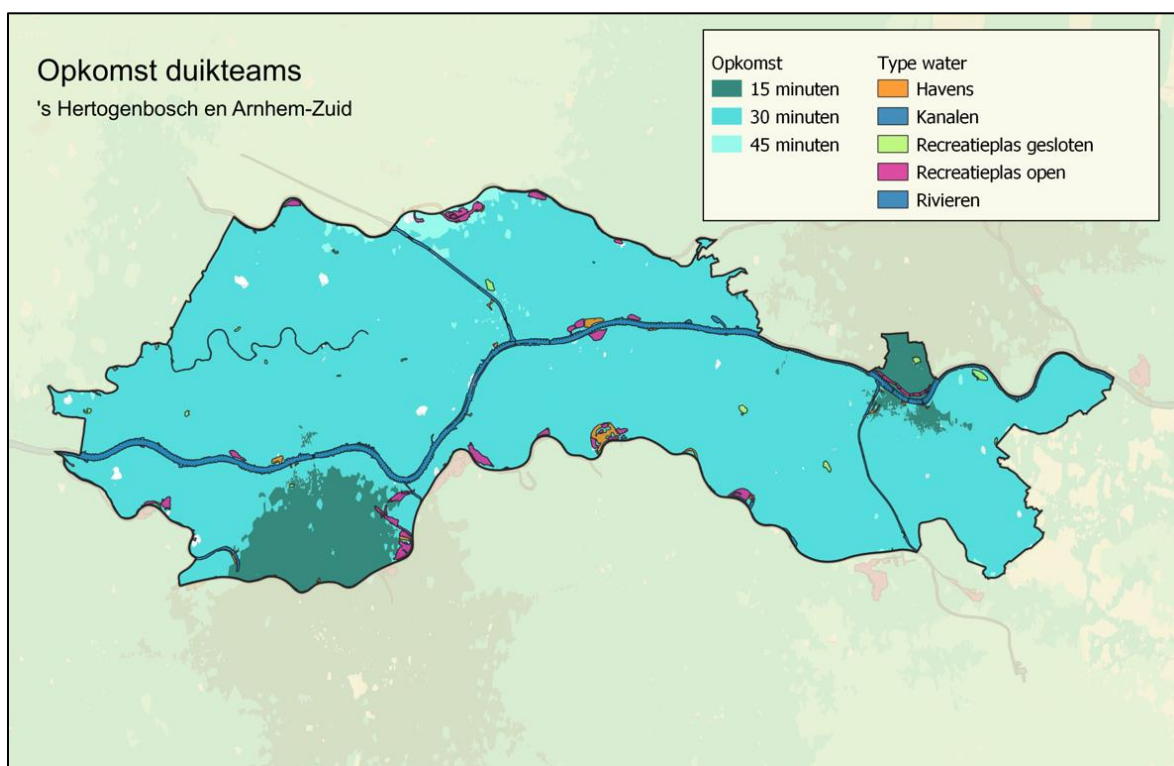 Opkomst duikteams
's Hertogenbosch en Arnhem-Zuid
Opkomst
15 minuten
30 minuten
45 minuten
Type water
Havens
Kanalen
Recreatieplas gesloten
Recreatieplas open
Rivieren